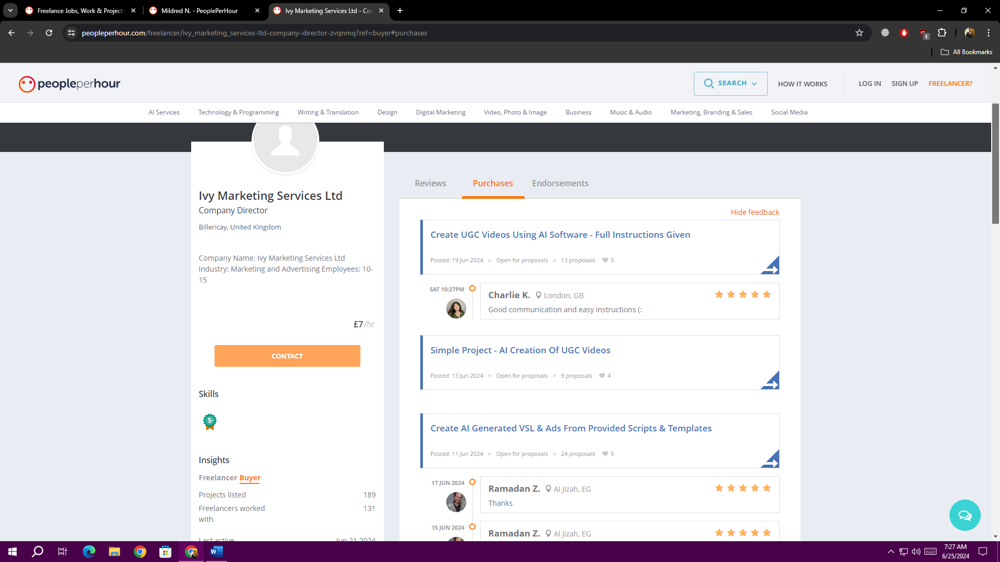 Freelance Jobs, Work & Projects
Mildred N. - PeoplePerHour
Ivy Marketing Services Ltd - Co
peopleperhour.com/freelancer/ivy_marketing_services-ltd-company-director-zvqnmq?ref=buyer#purchases
1
All Bookmarks
peopleperhour
SEARCH
HOW IT WORKS
LOG IN
SIGN UP
FREELANCER?
AI Services
Technology & Programming
Writing & Translation
Design
Digital Marketing
Video, Photo & Image
Business
Music & Audio
Marketing, Branding & Sales
Social Media
Ivy Marketing Services Ltd
Company Director
Billericay, United Kingdom
Company Name: Ivy Marketing Services Ltd
Industry: Marketing and Advertising Employees: 10-
15
£7/hr
CONTACT
Skills
5+
Insights
Freelancer Buyer
Projects listed 189
Freelancers worked 131
with
Last active Jun 21 2024
Reviews
Purchases
Endorsements
Hide feedback
Create UGC Videos Using AI Software - Full Instructions Given
Posted: 19 Jun 2024 Open for proposals 13 proposals 5
SAT 10:27PM
Charlie K. London, GB
Good communication and easy instructions (:
Simple Project - AI Creation Of UGC Videos
Posted: 13 Jun 2024 Open for proposals 9 proposals 4
Create AI Generated VSL & Ads From Provided Scripts & Templates
Posted: 11 Jun 2024 Open for proposals 24 proposals 5
17 JUN 2024
Ramadan Z. Al Jizah, EG
Thanks
15 JUN 2024
Ramadan Z. Al Jizah, EG
7:27 AM
6/25/2024